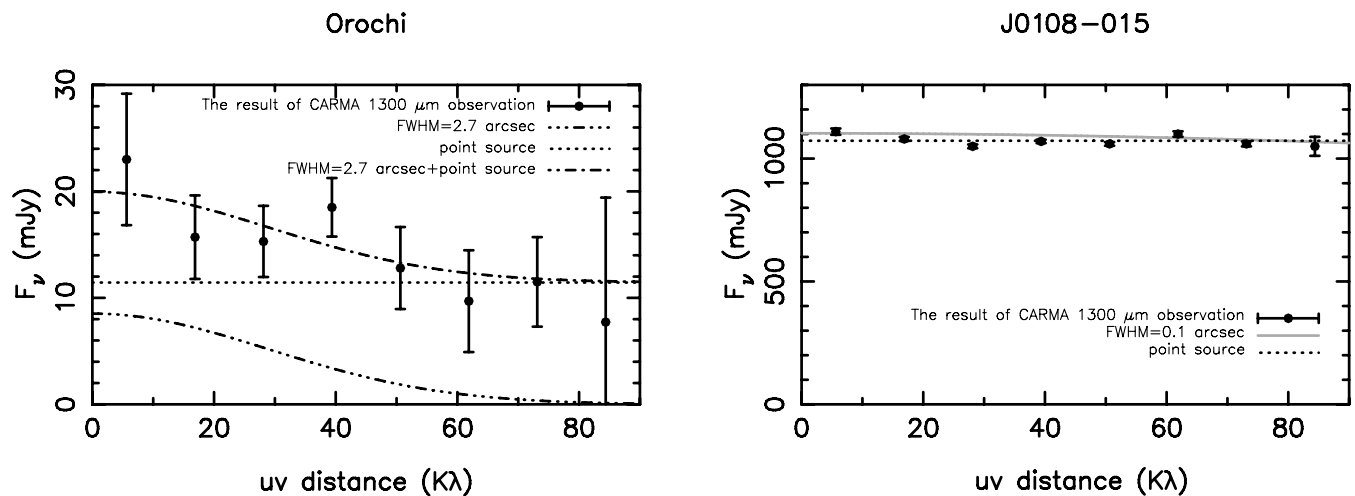 Orochi
30
20
10
0
F_ν (mJy)
The result of CARMA 1300 μm observation
FWHM=2.7 arcsec
point source
FWHM=2.7 arcsec+point source
0 20 40 60 80
uv distance (Kλ)
J0108−015
1000
500
0
F_ν (mJy)
The result of CARMA 1300 μm observation
FWHM=0.1 arcsec
point source
0 20 40 60 80
uv distance (Kλ)